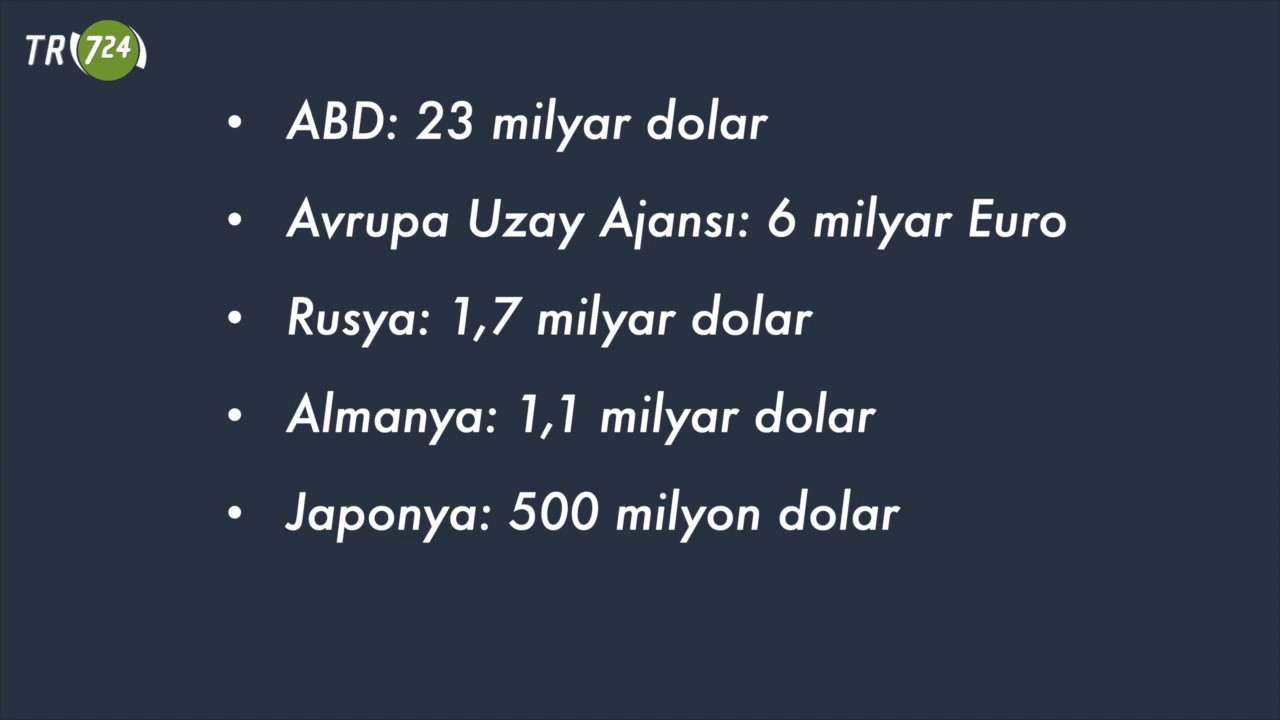 TR 724
• ABD: 23 milyar dolar
• Avrupa Uzay Ajansı: 6 milyar Euro
• Rusya: 1,7 milyar dolar
• Almanya: 1,1 milyar dolar
• Japonya: 500 milyon dolar